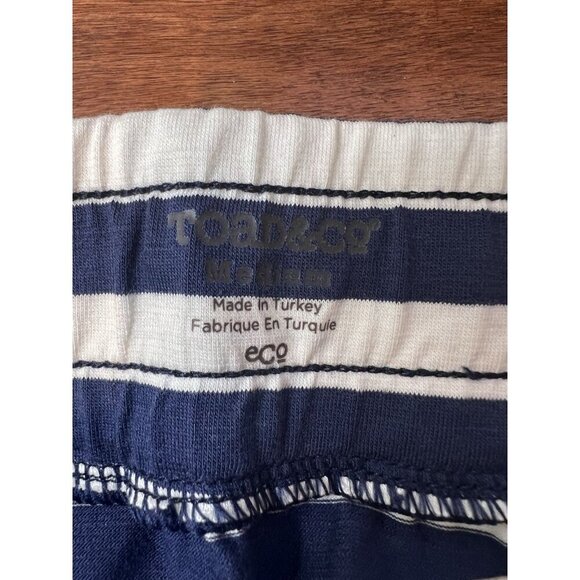 TOAD&CO
Medium
Made In Turkey
Fabrique En Turquie
eco